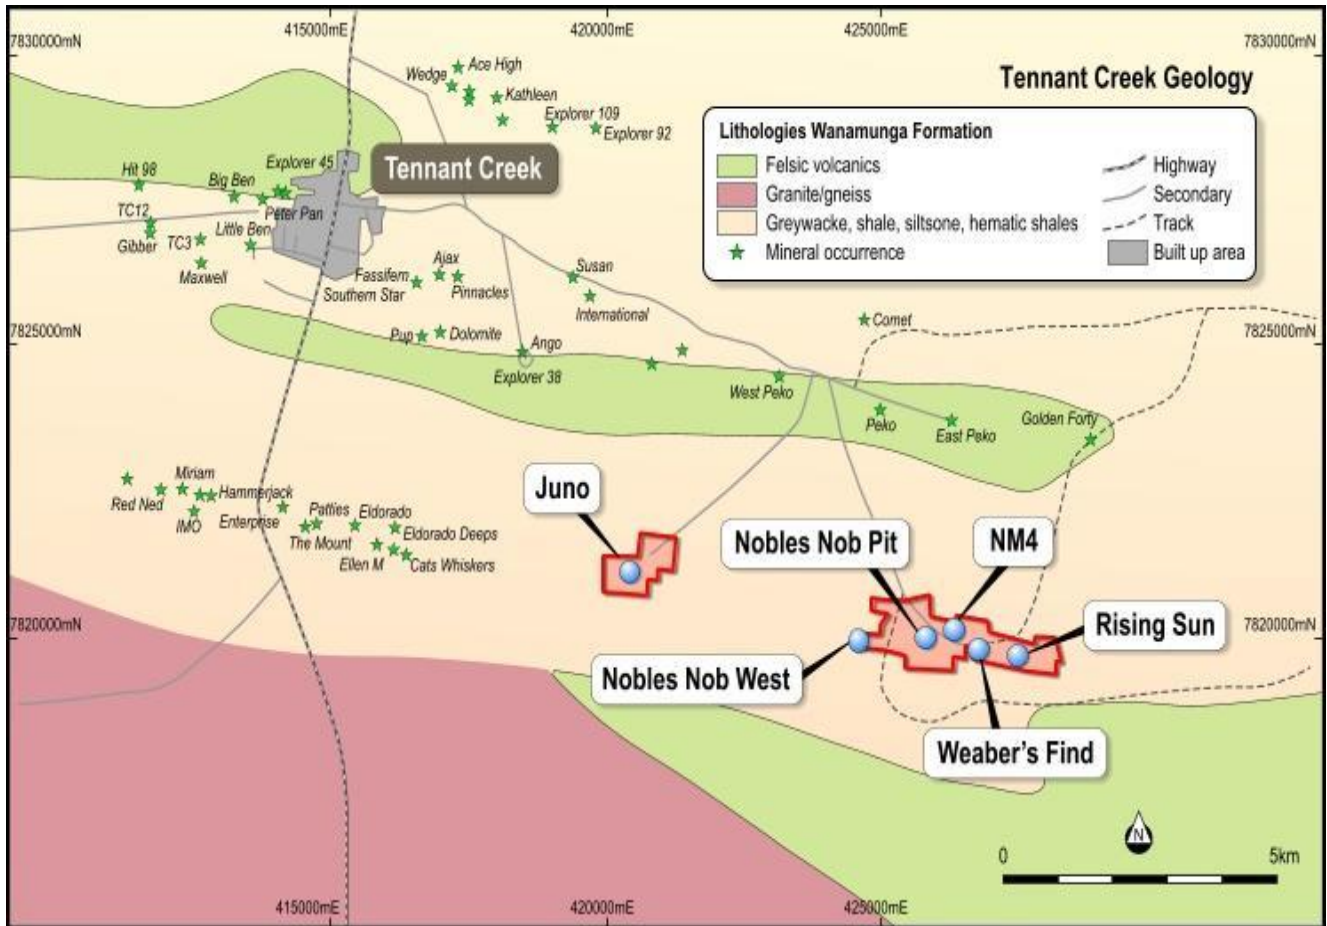 415000mE
420000mE
425000mE
7830000mN
7830000mN
Tennant Creek Geology
Ace High
Wedge
Kathleen
Explorer 109
Explorer 92
Lithologies Wanamunga Formation
Felsic volcanics
Granite/gneiss
Greywacke, shale, siltsone, hematic shales
Mineral occurrence
Highway
Secondary
Track
Built up area
Tennant Creek
Explorer 45
Hit 98
Big Ben
Peter Pan
TC12
Little Ben
Gibber
TC3
Maxwell
Ajax
Fassifern
Southern Star
Pinnacles
Susan
International
Comet
7825000mN
7825000mN
Pup
Dolomite
Ango
Explorer 38
West Peko
Peko
East Peko
Golden Forty
Miriam
Red Ned
Hammerjack
IMO
Enterprise
Patties
Eldorado
The Mount
Eldorado Deeps
Ellen M
Cats Whiskers
Juno
Nobles Nob Pit
NM4
Rising Sun
7820000mN
7820000mN
Nobles Nob West
Weaber's Find
N
0
5km
415000mE
420000mE
425000mE